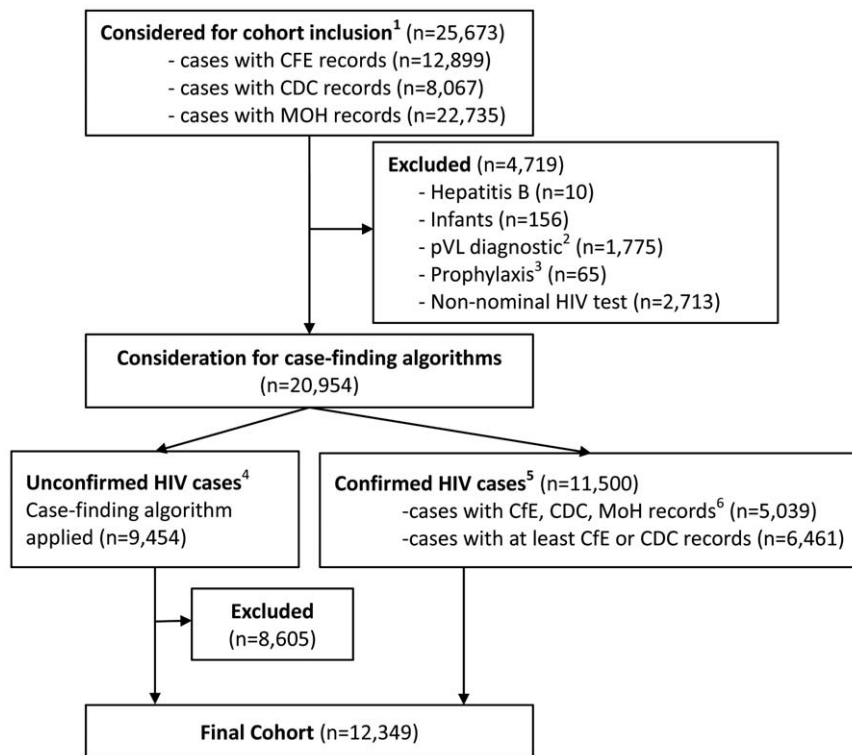 Considered for cohort inclusion¹ (n=25,673)
- cases with CFE records (n=12,899)
- cases with CDC records (n=8,067)
- cases with MOH records (n=22,735)
Excluded (n=4,719)
- Hepatitis B (n=10)
- Infants (n=156)
- pVL diagnostic² (n=1,775)
- Prophylaxis³ (n=65)
- Non-nominal HIV test (n=2,713)
Consideration for case-finding algorithms
(n=20,954)
Unconfirmed HIV cases⁴
Case-finding algorithm
applied (n=9,454)
Confirmed HIV cases⁵ (n=11,500)
-cases with CfE, CDC, MoH records⁶ (n=5,039)
-cases with at least CfE or CDC records (n=6,461)
Excluded
(n=8,605)
Final Cohort (n=12,349)